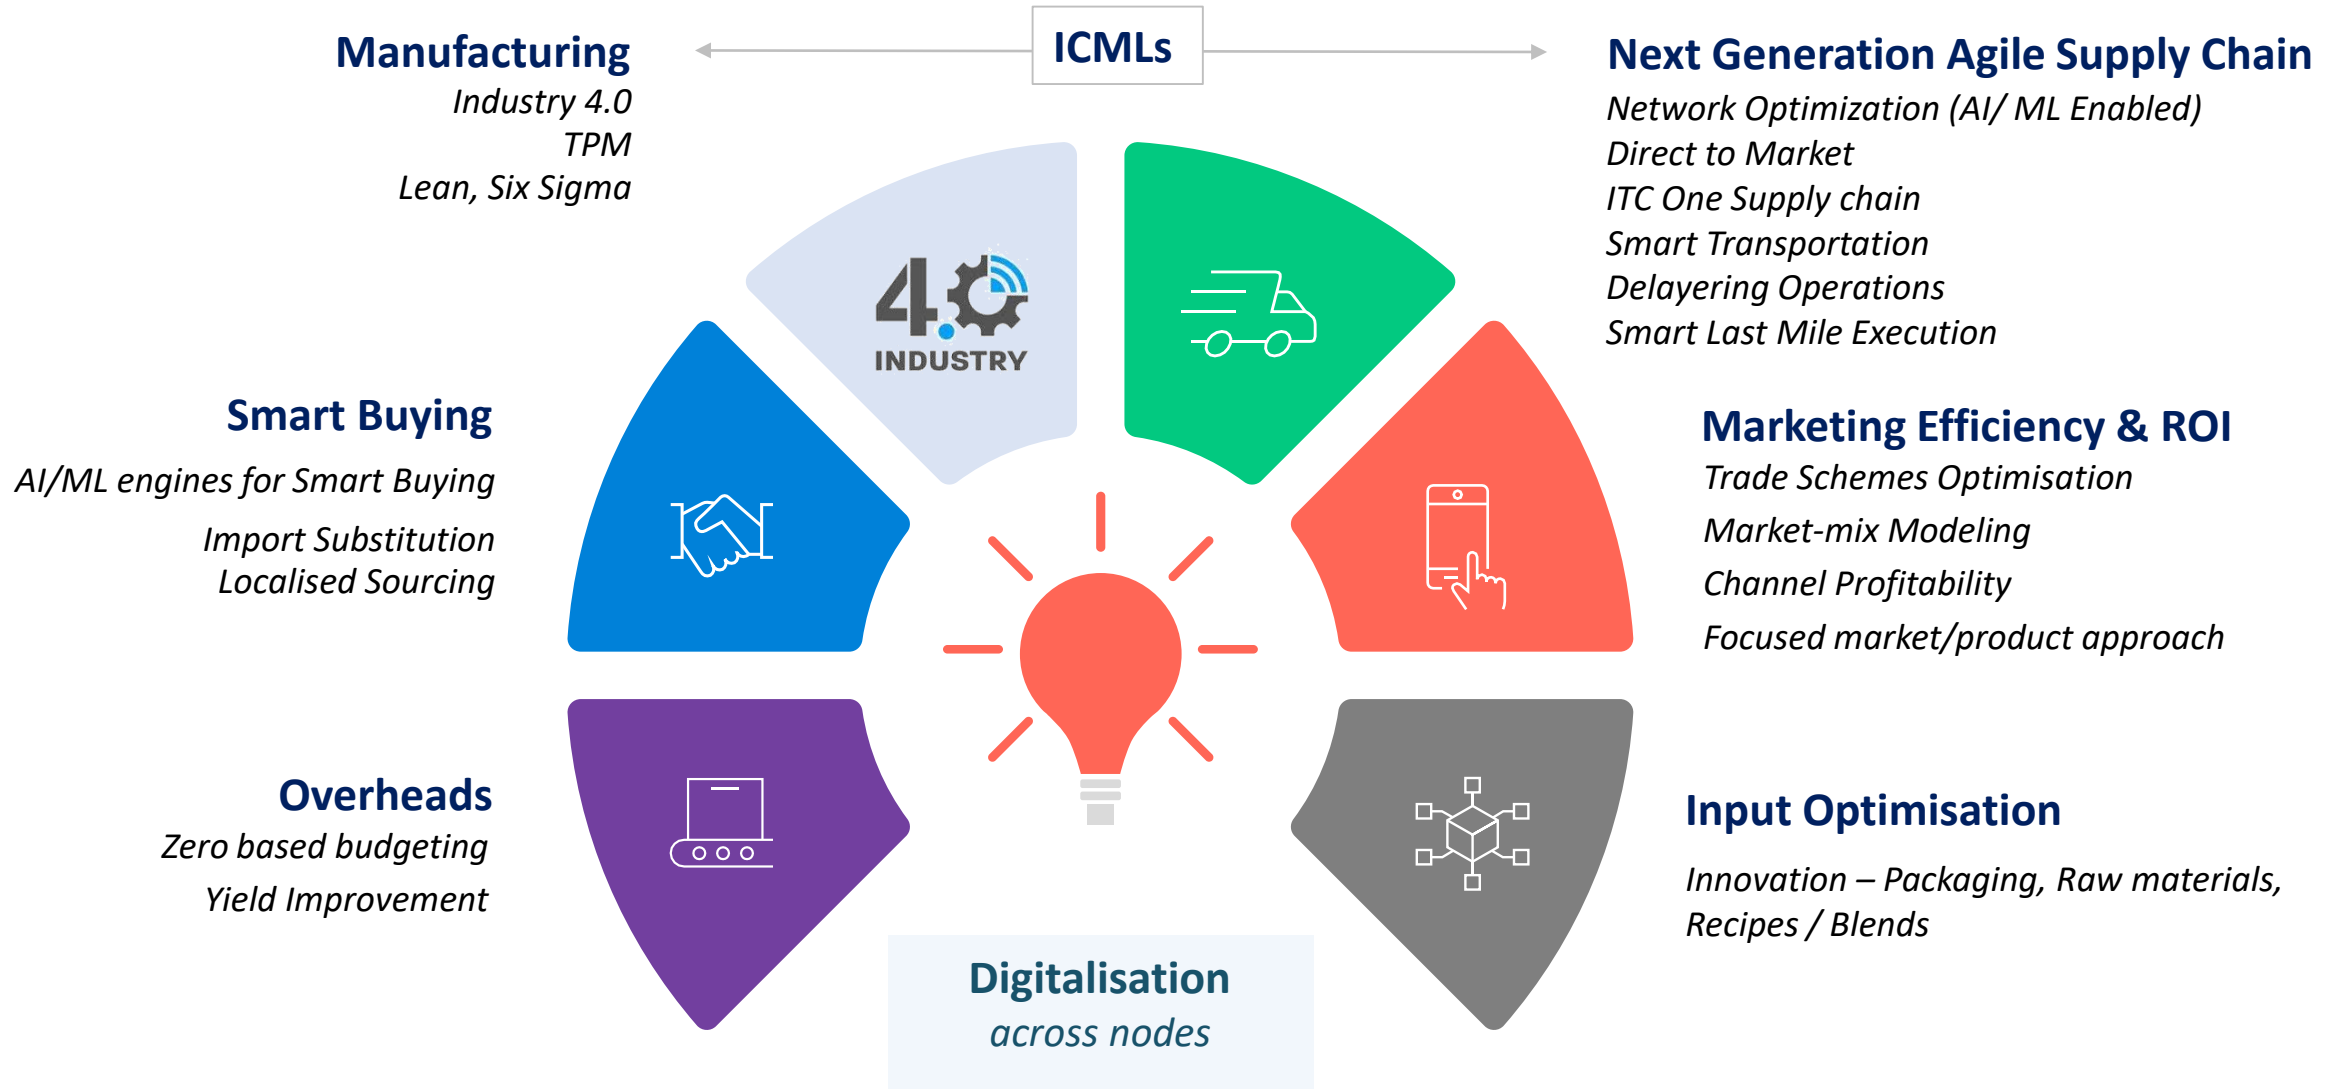 ICMLs
Manufacturing
Industry 4.0
TPM
Lean, Six Sigma
Next Generation Agile Supply Chain
Network Optimization (AI/ ML Enabled)
Direct to Market
ITC One Supply chain
Smart Transportation
Delayering Operations
Smart Last Mile Execution
4.0
INDUSTRY
Smart Buying
AI/ML engines for Smart Buying
Import Substitution
Localised Sourcing
Marketing Efficiency & ROI
Trade Schemes Optimisation
Market-mix Modeling
Channel Profitability
Focused market/product approach
Overheads
Zero based budgeting
Yield Improvement
Input Optimisation
Innovation – Packaging, Raw materials,
Recipes / Blends
Digitalisation
across nodes